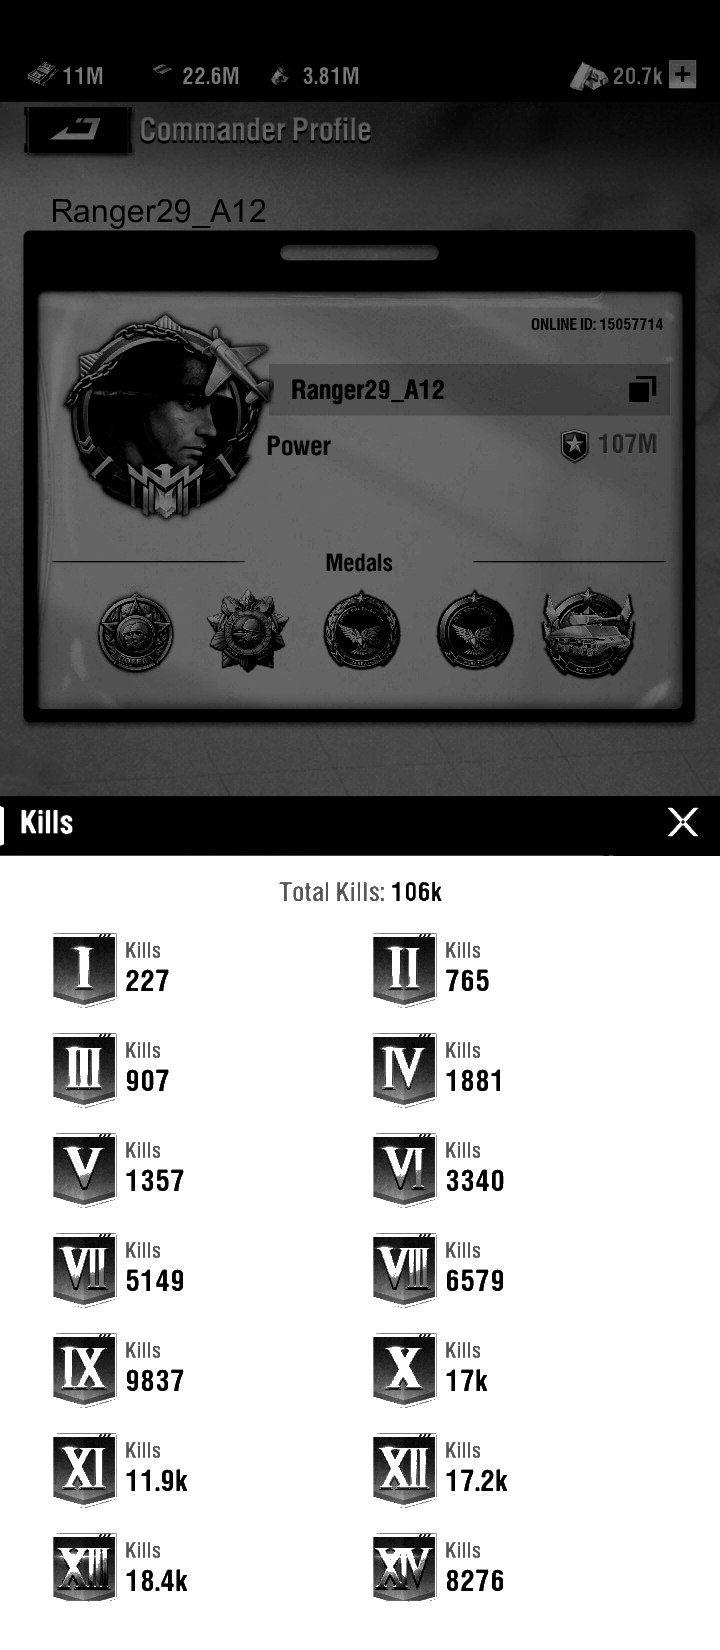 11M 22.6M 3.81M 20.7k
Commander Profile
Ranger29_A12
ONLINE ID: 15057714
Ranger29_A12
Power 107M
Medals
Kills
Total Kills: 106k
I Kills 227
II Kills 765
III Kills 907
IV Kills 1881
V Kills 1357
VI Kills 3340
VII Kills 5149
VIII Kills 6579
IX Kills 9837
X Kills 17k
XI Kills 11.9k
XII Kills 17.2k
XIII Kills 18.4k
XIV Kills 8276